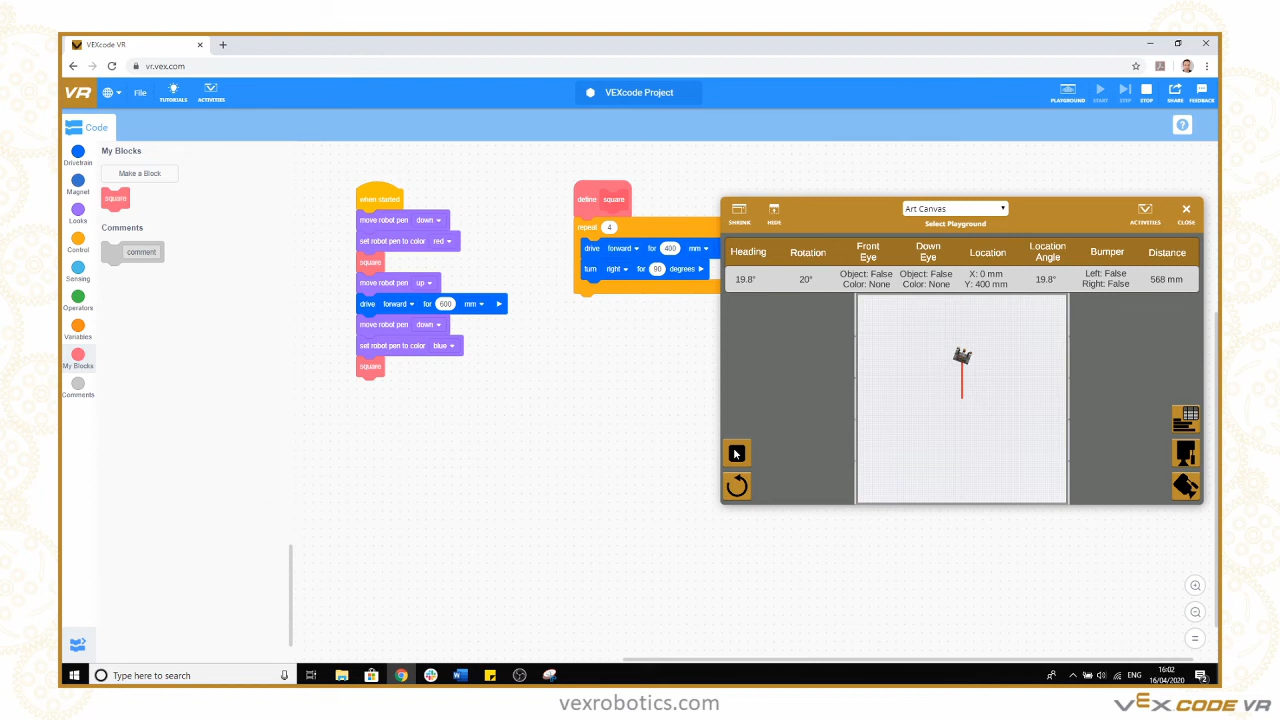 VEXcode VR
vr.vex.com
VR
File
TUTORIALS
ACTIVITIES
VEXcode Project
PLAYGROUND
START
STEP
STOP
SHARE
FEEDBACK
Code
Drivetrain
Magnet
Looks
Control
Sensing
Operators
Variables
My Blocks
Comments
My Blocks
Make a Block
square
Comments
comment
when started
move robot pen down
set robot pen to color red
square
move robot pen up
drive forward for 600 mm
move robot pen down
set robot pen to color blue
square
define square
repeat 4
drive forward for 400 mm
turn right for 90 degrees
SHRINK
HIDE
Art Canvas
Select Playground
ACTIVITIES
CLOSE
Heading Rotation Front Eye Down Eye Location Location Angle Bumper Distance
19.8° 20° Object: False Color: None Object: False Color: None X: 0 mm Y: 400 mm 19.8° Left: False Right: False 568 mm
Type here to search
ENG
16:02
16/04/2020
2
vexrobotics.com
VEX CODE VR